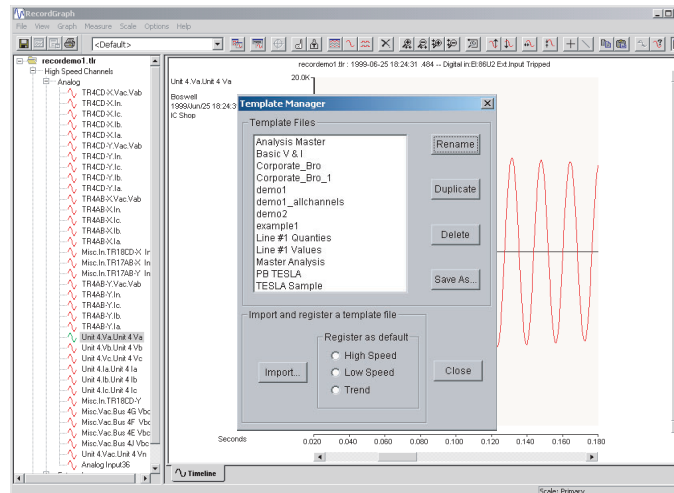 RecordGraph
File View Graph Measure Scale Options Help
<Default>
recordemo1.tlr
High Speed Channels
Analog
TR4CD-X.Vac.Vab
TR4CD-X.In.
TR4CD-X.Ic.
TR4CD-X.Ib.
TR4CD-X.Ia.
TR4CD-Y.Vac.Vab
TR4CD-Y.In.
TR4CD-Y.Ic.
TR4CD-Y.Ib.
TR4CD-Y.Ia.
TR4AB-X.Vac.Vab
TR4AB-X.In.
TR4AB-X.Ic.
TR4AB-X.Ib.
TR4AB-X.Ia.
Misc.In.TR18CD-X In
Misc.In.TR17AB-X In
Misc.In.TR17AB-Y In
TR4AB-Y.Vac.Vab
TR4AB-Y.In.
TR4AB-Y.Ic.
TR4AB-Y.Ib.
TR4AB-Y.Ia.
Unit 4.Va.Unit 4 Va
Unit 4.Vb.Unit 4 Vb
Unit 4.Vc.Unit 4 Vc
Unit 4.Ia.Unit 4 Ia
Unit 4.Ib.Unit 4 Ib
Unit 4.Ic.Unit 4 Ic
Misc.In.TR18CD-Y
Misc.Vac.Bus 4G Vbc
Misc.Vac.Bus 4F Vbc
Misc.Vac.Bus 4E Vbc
Misc.Vac.Bus 4J Vbc
Unit 4.Vac.Unit 4 Vn
Analog Input36
recordemo1 tlr : 1999-06-25 18:24:31 .484 -- Digital in:El:86U2 Ext.Input Tripped
Unit 4.Va.Unit 4 Va
20.0K
Boswell
1999/Jun/25 18:24:3
IC Shop
Template Manager
Template Files
Analysis Master
Basic V & I
Corporate_Bro
Corporate_Bro_1
demo1
demo1_allchannels
demo2
example1
Line #1 Quanties
Line #1 Values
Master Analysis
PB TESLA
TESLA Sample
Rename
Duplicate
Delete
Save As...
Import and register a template file
Import...
Register as default
High Speed
Low Speed
Trend
Close
Seconds
0.020 0.040 0.060 0.080 0.100 0.120 0.140 0.160 0.180
Timeline
Scale: Primary